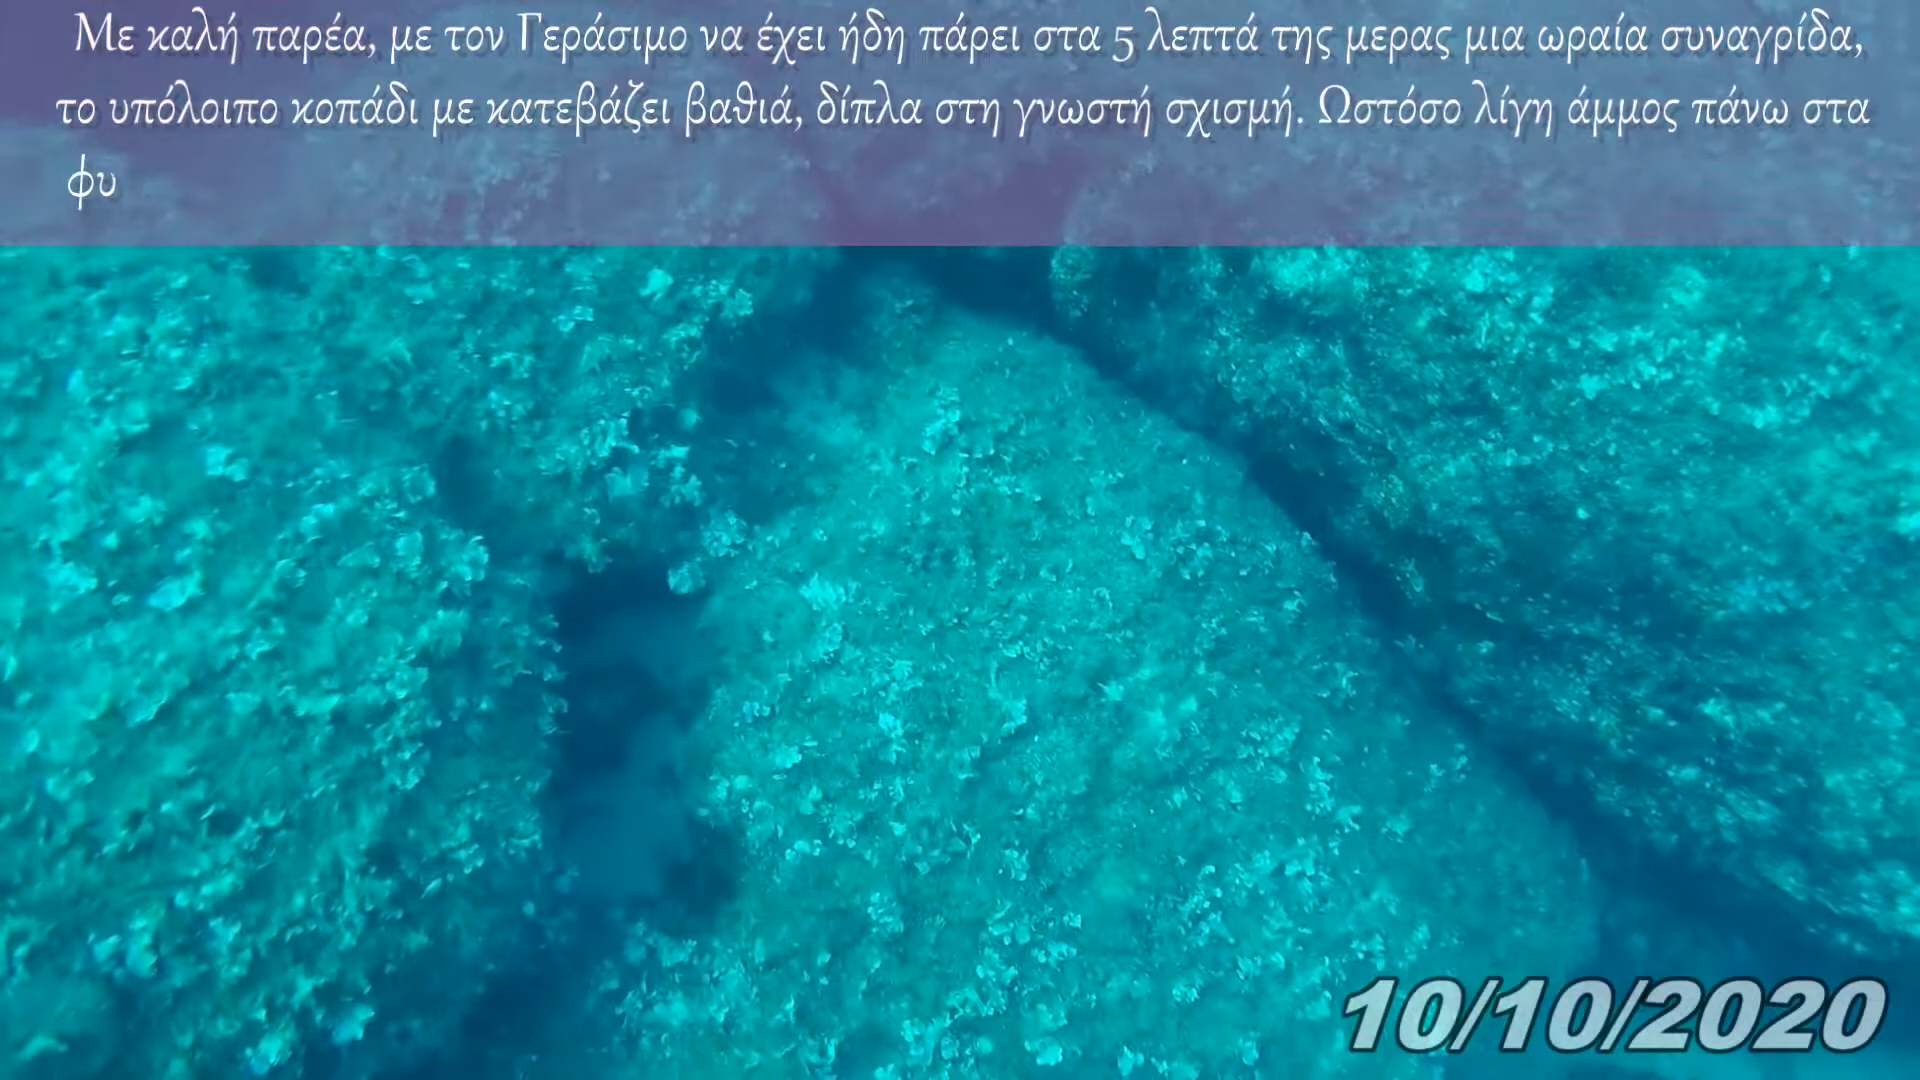 Με καλή παρέα, με τον Γεράσιμο να έχει ήδη πάρει στα 5 λεπτά της μερας μια ωραία συναγρίδα,
το υπόλοιπο κοπάδι με κατεβάζει βαθιά, δίπλα στη γνωστή σχισμή. Ωστόσο λίγη άμμος πάνω στα
φυ
10/10/2020